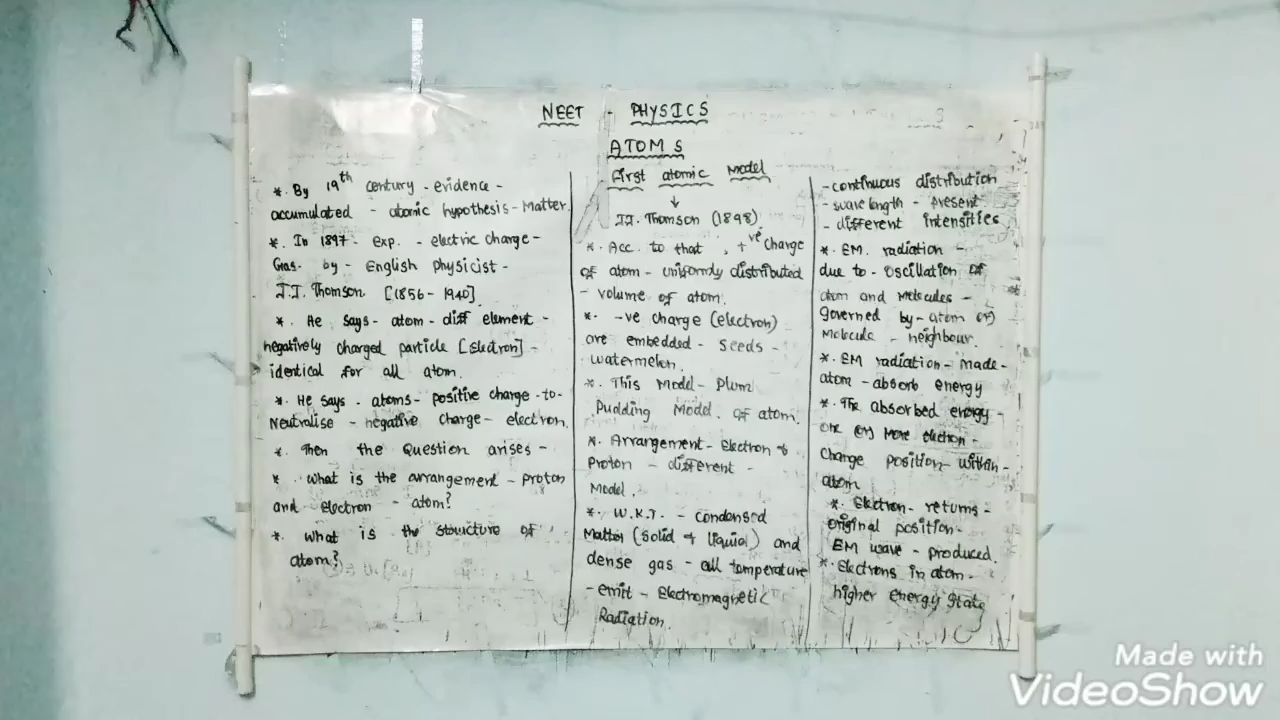 NEET - PHYSICS
ATOMS
*. By 19th century - evidence -
accumulated - atomic hypothesis - Matter.
*. In 1897 - exp. - electric charge -
Gas - by - English physicist -
J.J. Thomson [1856 - 1940]
*. He says - atom - diff element -
negatively charged particle [Electron] -
identical for all atom.
*. He says - atoms - positive charge - to -
Neutralise - negative charge - electron.
*. Then the Question arises -
* What is the arrangement - proton
and electron - atom?
*. What is the structure of
atom?
First atomic Model
↓
J.J. Thomson (1898)
*. Acc. to that, +ve charge
of atom - uniformly distributed
- volume of atom.
*. -ve charge (electron)
are embedded - seeds -
watermelon.
*. This Model - Plum
Pudding Model. of atom.
*. Arrangement - Electron &
Proton - different -
Model.
*. W.K.T. - condensed
Matter (solid & liquid) and
dense gas - all temperature
- emit - Electromagnetic
Radiation.
- continuous distribution
- wave length - Present
- different intensities
*. EM. radiation -
due to - oscillation of
atom and Molecules -
governed by - atom or
Molecule - neighbour
*. EM radiation - made -
atom - absorb energy
*. The absorbed energy -
one or More electron -
Change position - within -
atom
*. Electron - returns -
original position -
EM wave - produced.
*. Electrons in atom -
higher energy state
Made with
VideoShow